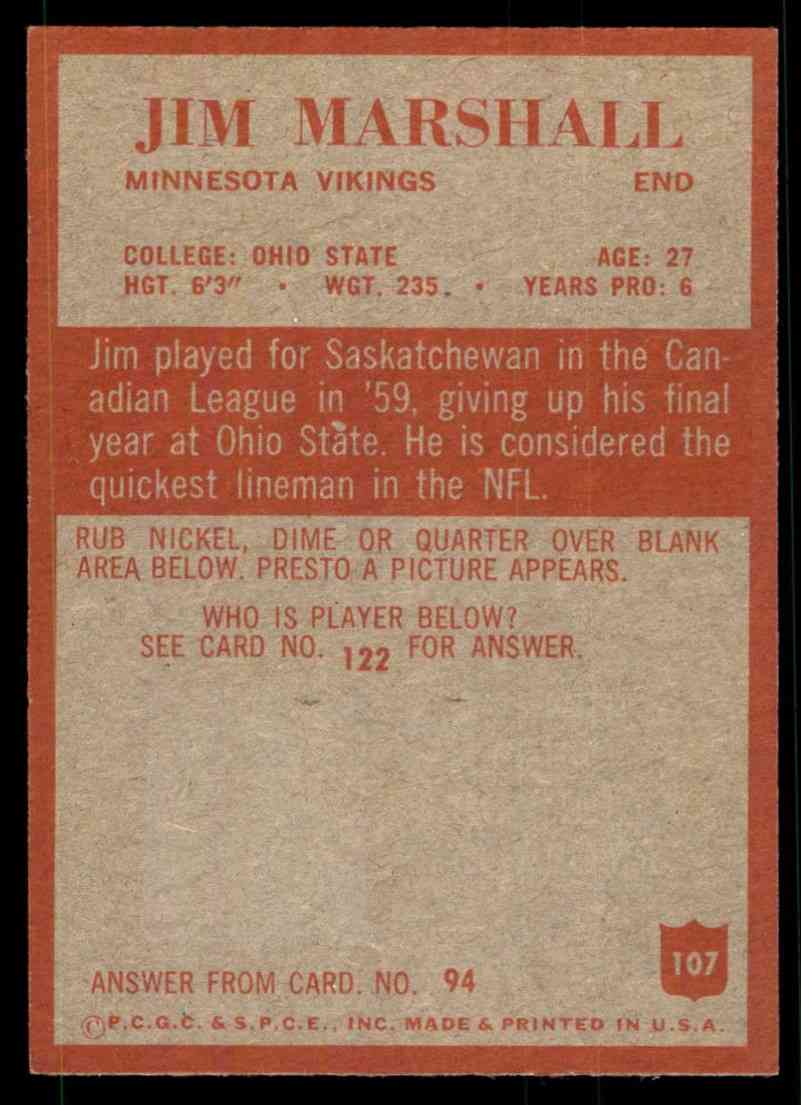 JIM MARSHALL
MINNESOTA VIKINGS END
COLLEGE: OHIO STATE AGE: 27
HGT. 6'3" • WGT. 235. • YEARS PRO: 6
Jim played for Saskatchewan in the Can-
adian League in '59, giving up his final
year at Ohio State. He is considered the
quickest lineman in the NFL.
RUB NICKEL, DIME OR QUARTER OVER BLANK
AREA BELOW. PRESTO A PICTURE APPEARS.
WHO IS PLAYER BELOW?
SEE CARD NO. 122 FOR ANSWER.
107
ANSWER FROM CARD. NO. 94
©P.C.G.C. & S.P.C.E., INC. MADE & PRINTED IN U.S.A.